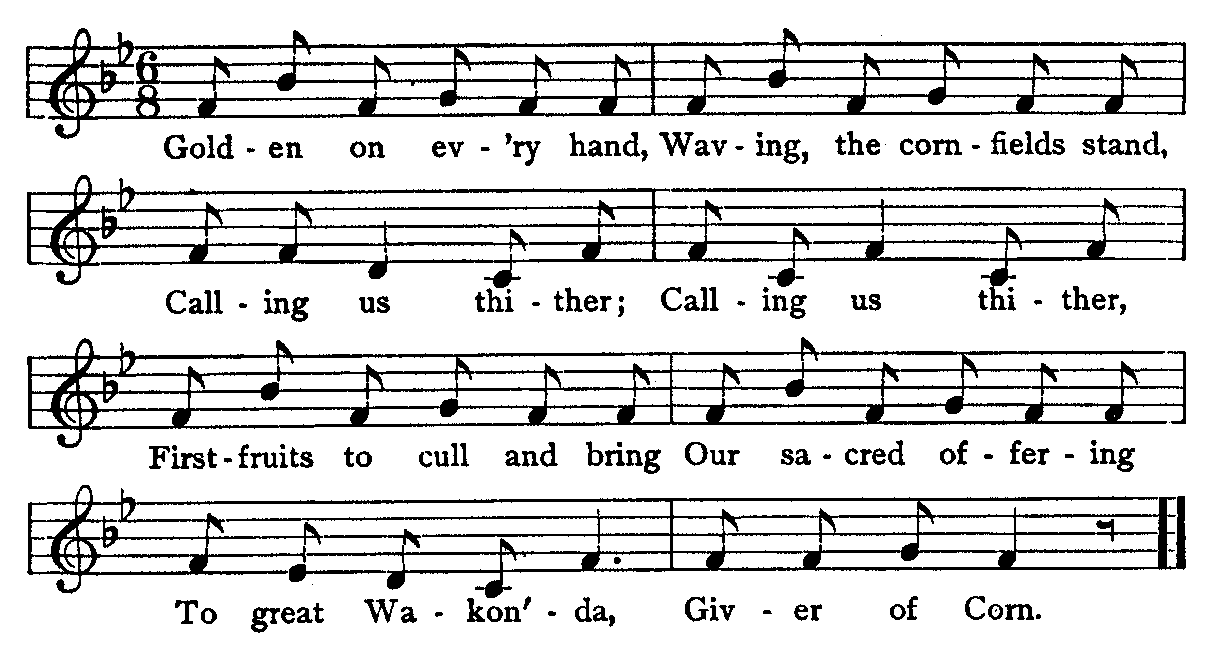 6
8
Gold - en on ev - 'ry hand, Wav - ing, the corn - fields stand,
Call - ing us thi - ther; Call - ing us thi - ther,
First - fruits to cull and bring Our sa - cred of - fer - ing
To great Wa - kon' - da, Giv - er of Corn.